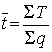 t̄ = ΣT / Σq